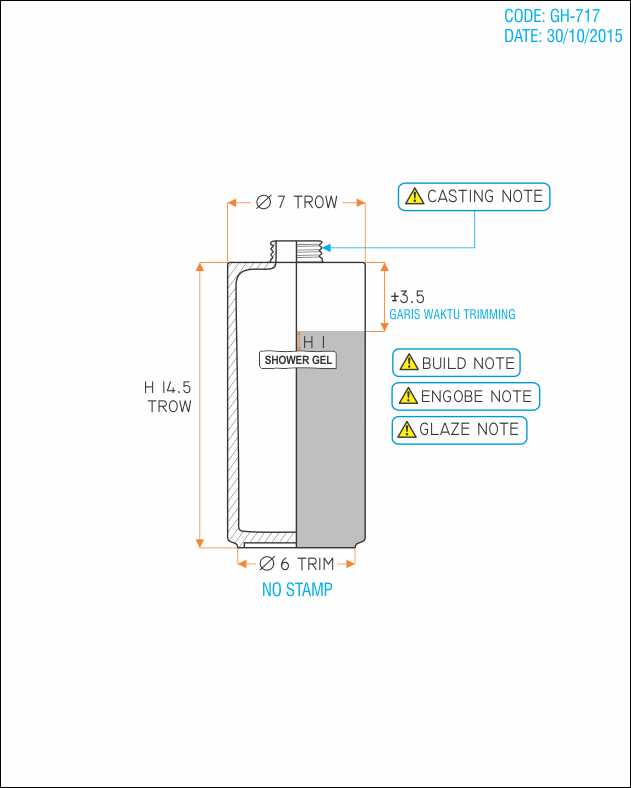 CODE: GH-717
DATE: 30/10/2015
Ø 7 TROW
CASTING NOTE
±3.5
GARIS WAKTU TRIMMING
H 1
SHOWER GEL
BUILD NOTE
H 14.5
TROW
ENGOBE NOTE
GLAZE NOTE
Ø 6 TRIM
NO STAMP